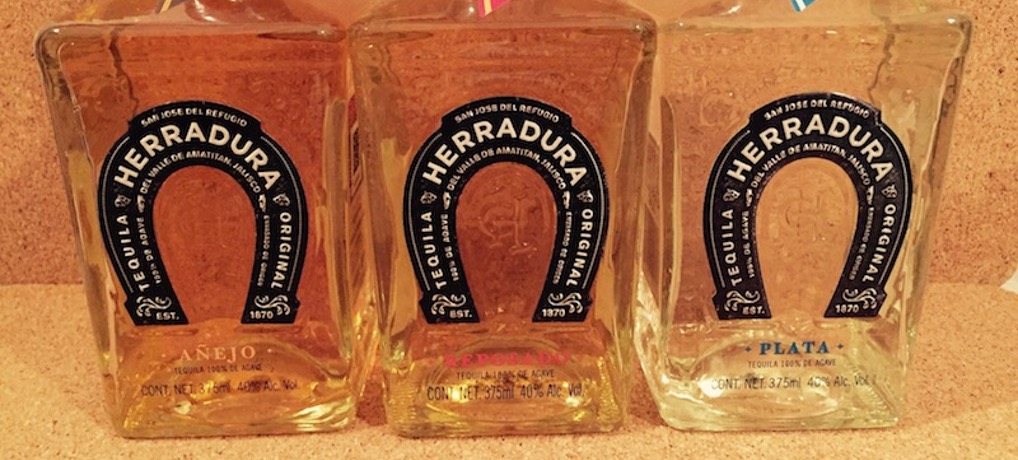 SAN JOSE DEL REFUGIO
HERRADURA
DEL VALLE DE AMATITAN, JALISCO
TEQUILA
100% DE AGAVE
ORIGINAL
EST.
1870
AÑEJO
TEQUILA 100% DE AGAVE
CONT. NET. 375ml 40% Alc. Vol.
SAN JOSE DEL REFUGIO
HERRADURA
DEL VALLE DE AMATITAN, JALISCO
TEQUILA
100% DE AGAVE
ORIGINAL
EST.
1870
REPOSADO
TEQUILA 100% DE AGAVE
CONT. NET. 375ml 40% Alc. Vol.
SAN JOSE DEL REFUGIO
HERRADURA
DEL VALLE DE AMATITAN, JALISCO
TEQUILA
100% DE AGAVE
ORIGINAL
EST.
1870
PLATA
TEQUILA 100% DE AGAVE
CONT. NET. 375ml 40% Alc. Vol.